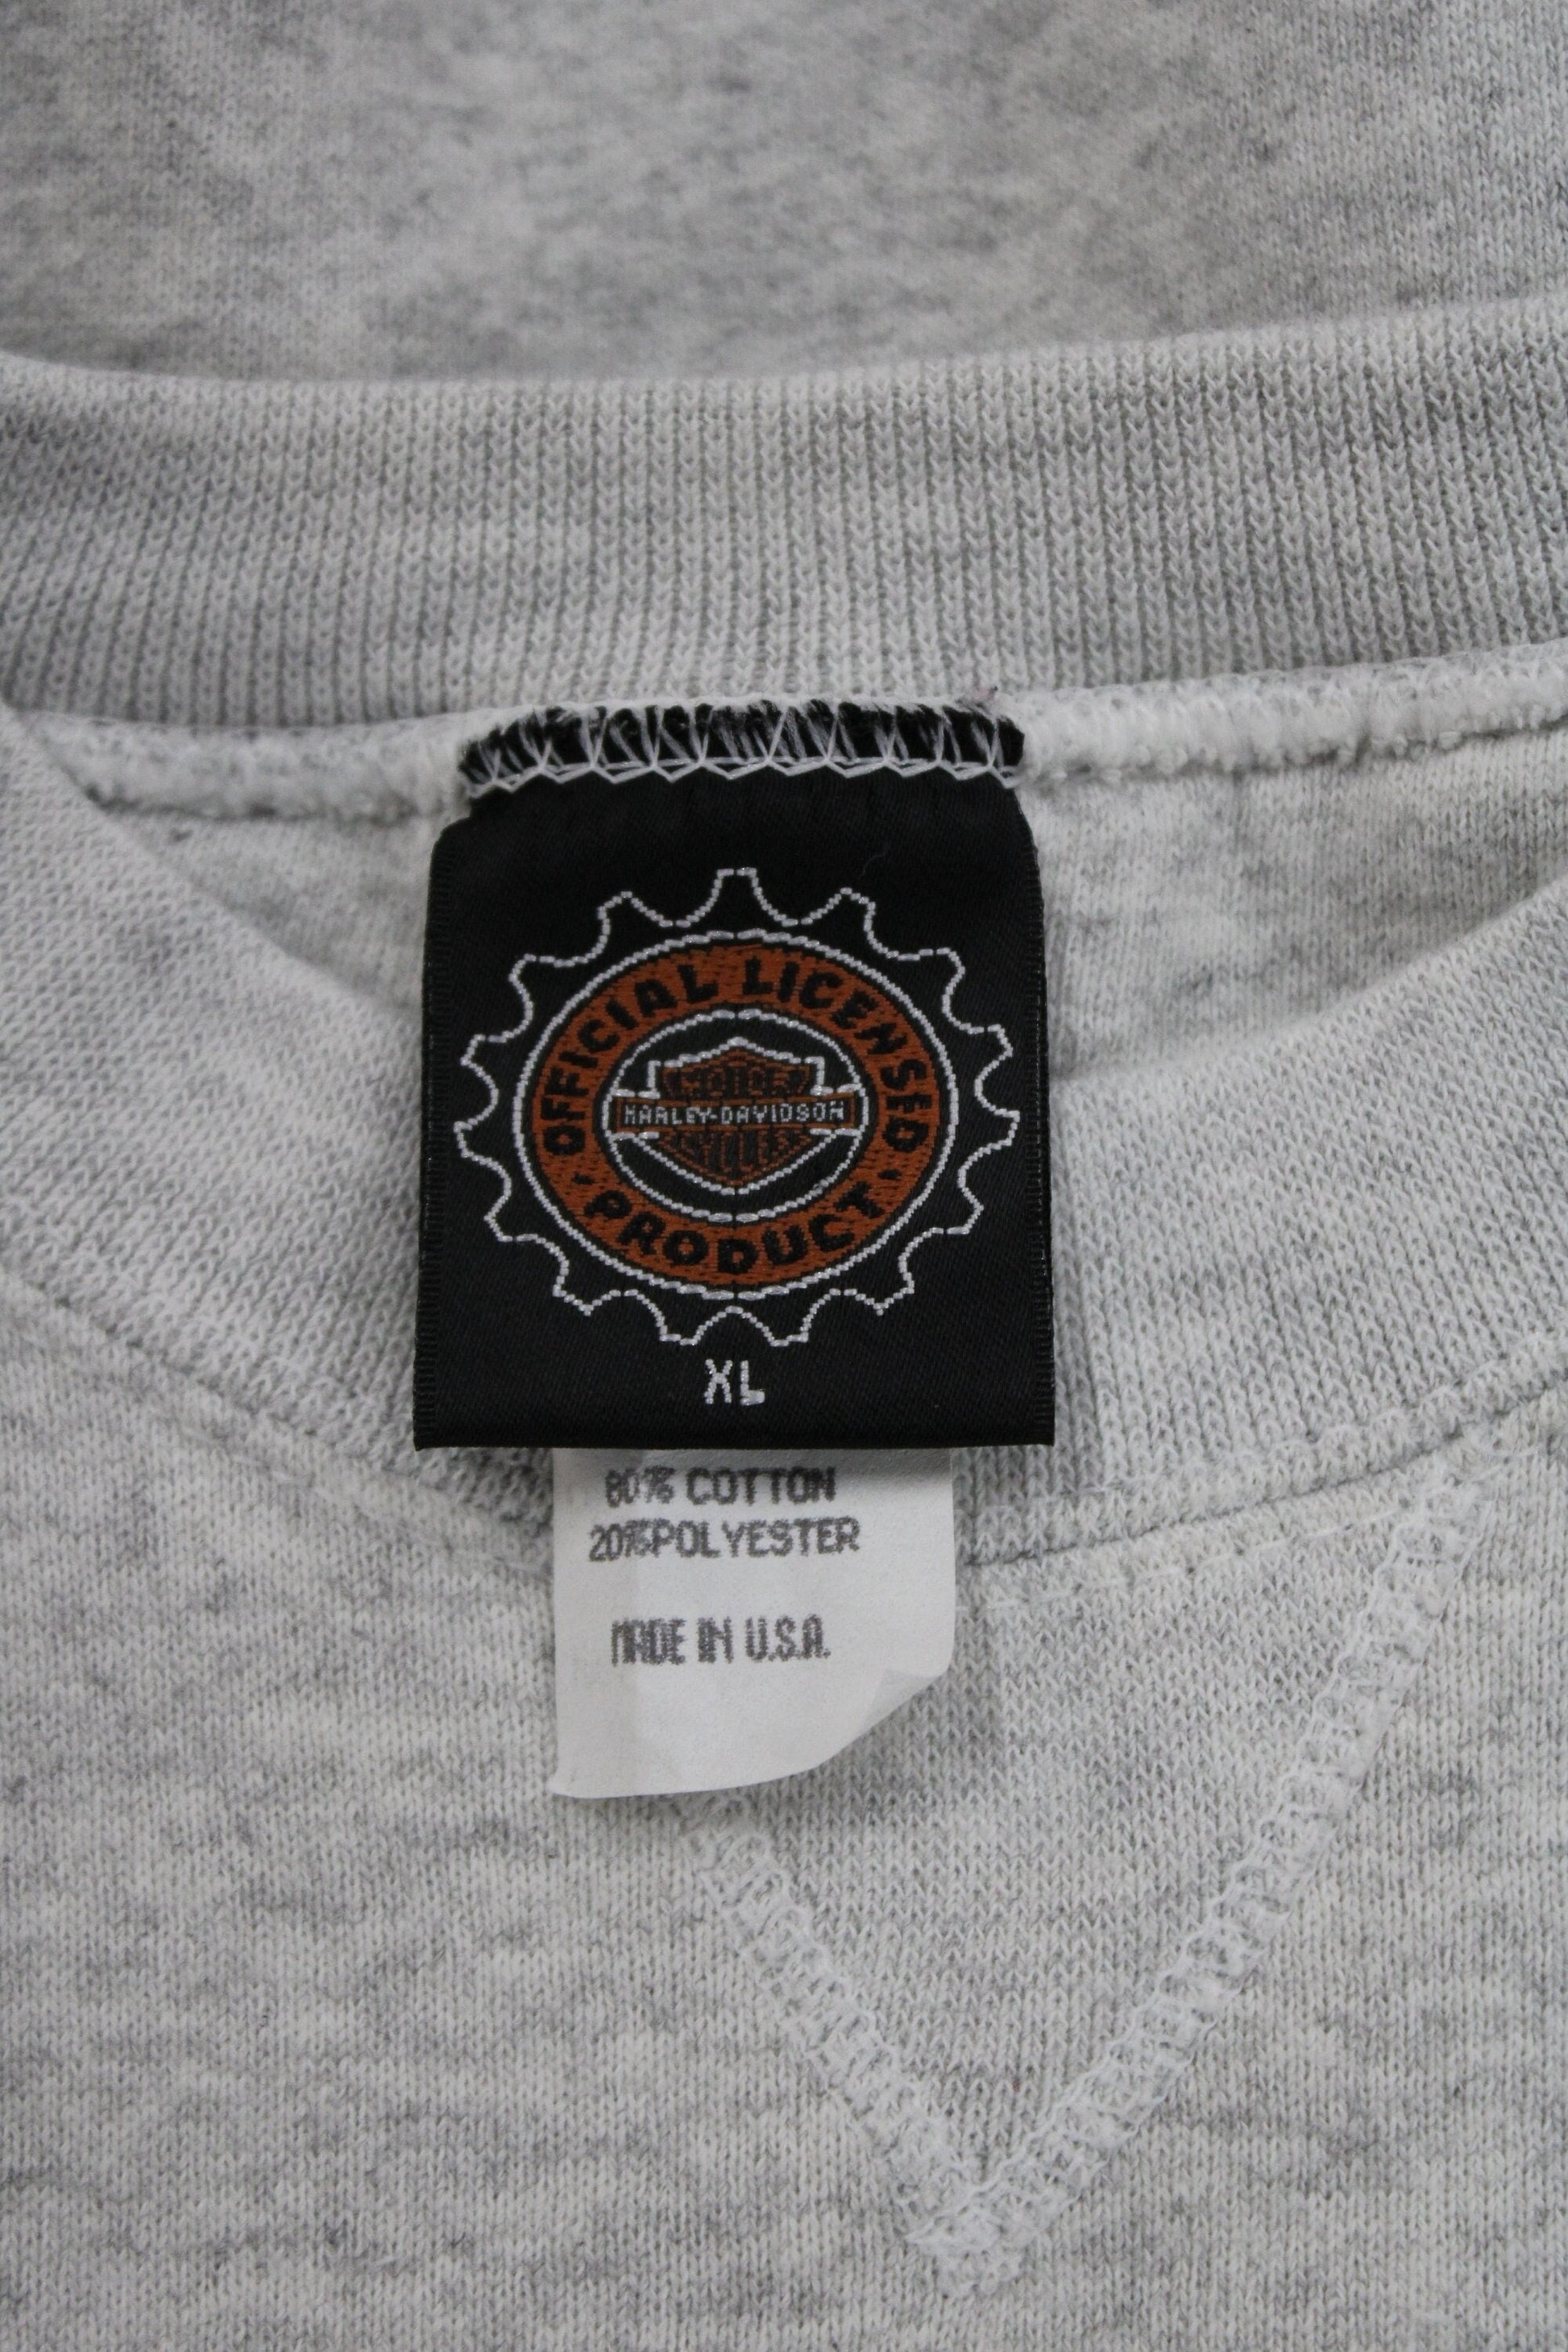 OFFICIAL LICENSED
MOTOR
HARLEY-DAVIDSON
CYCLES
· PRODUCT ·
XL
80% COTTON
20%POLYESTER
MADE IN U.S.A.